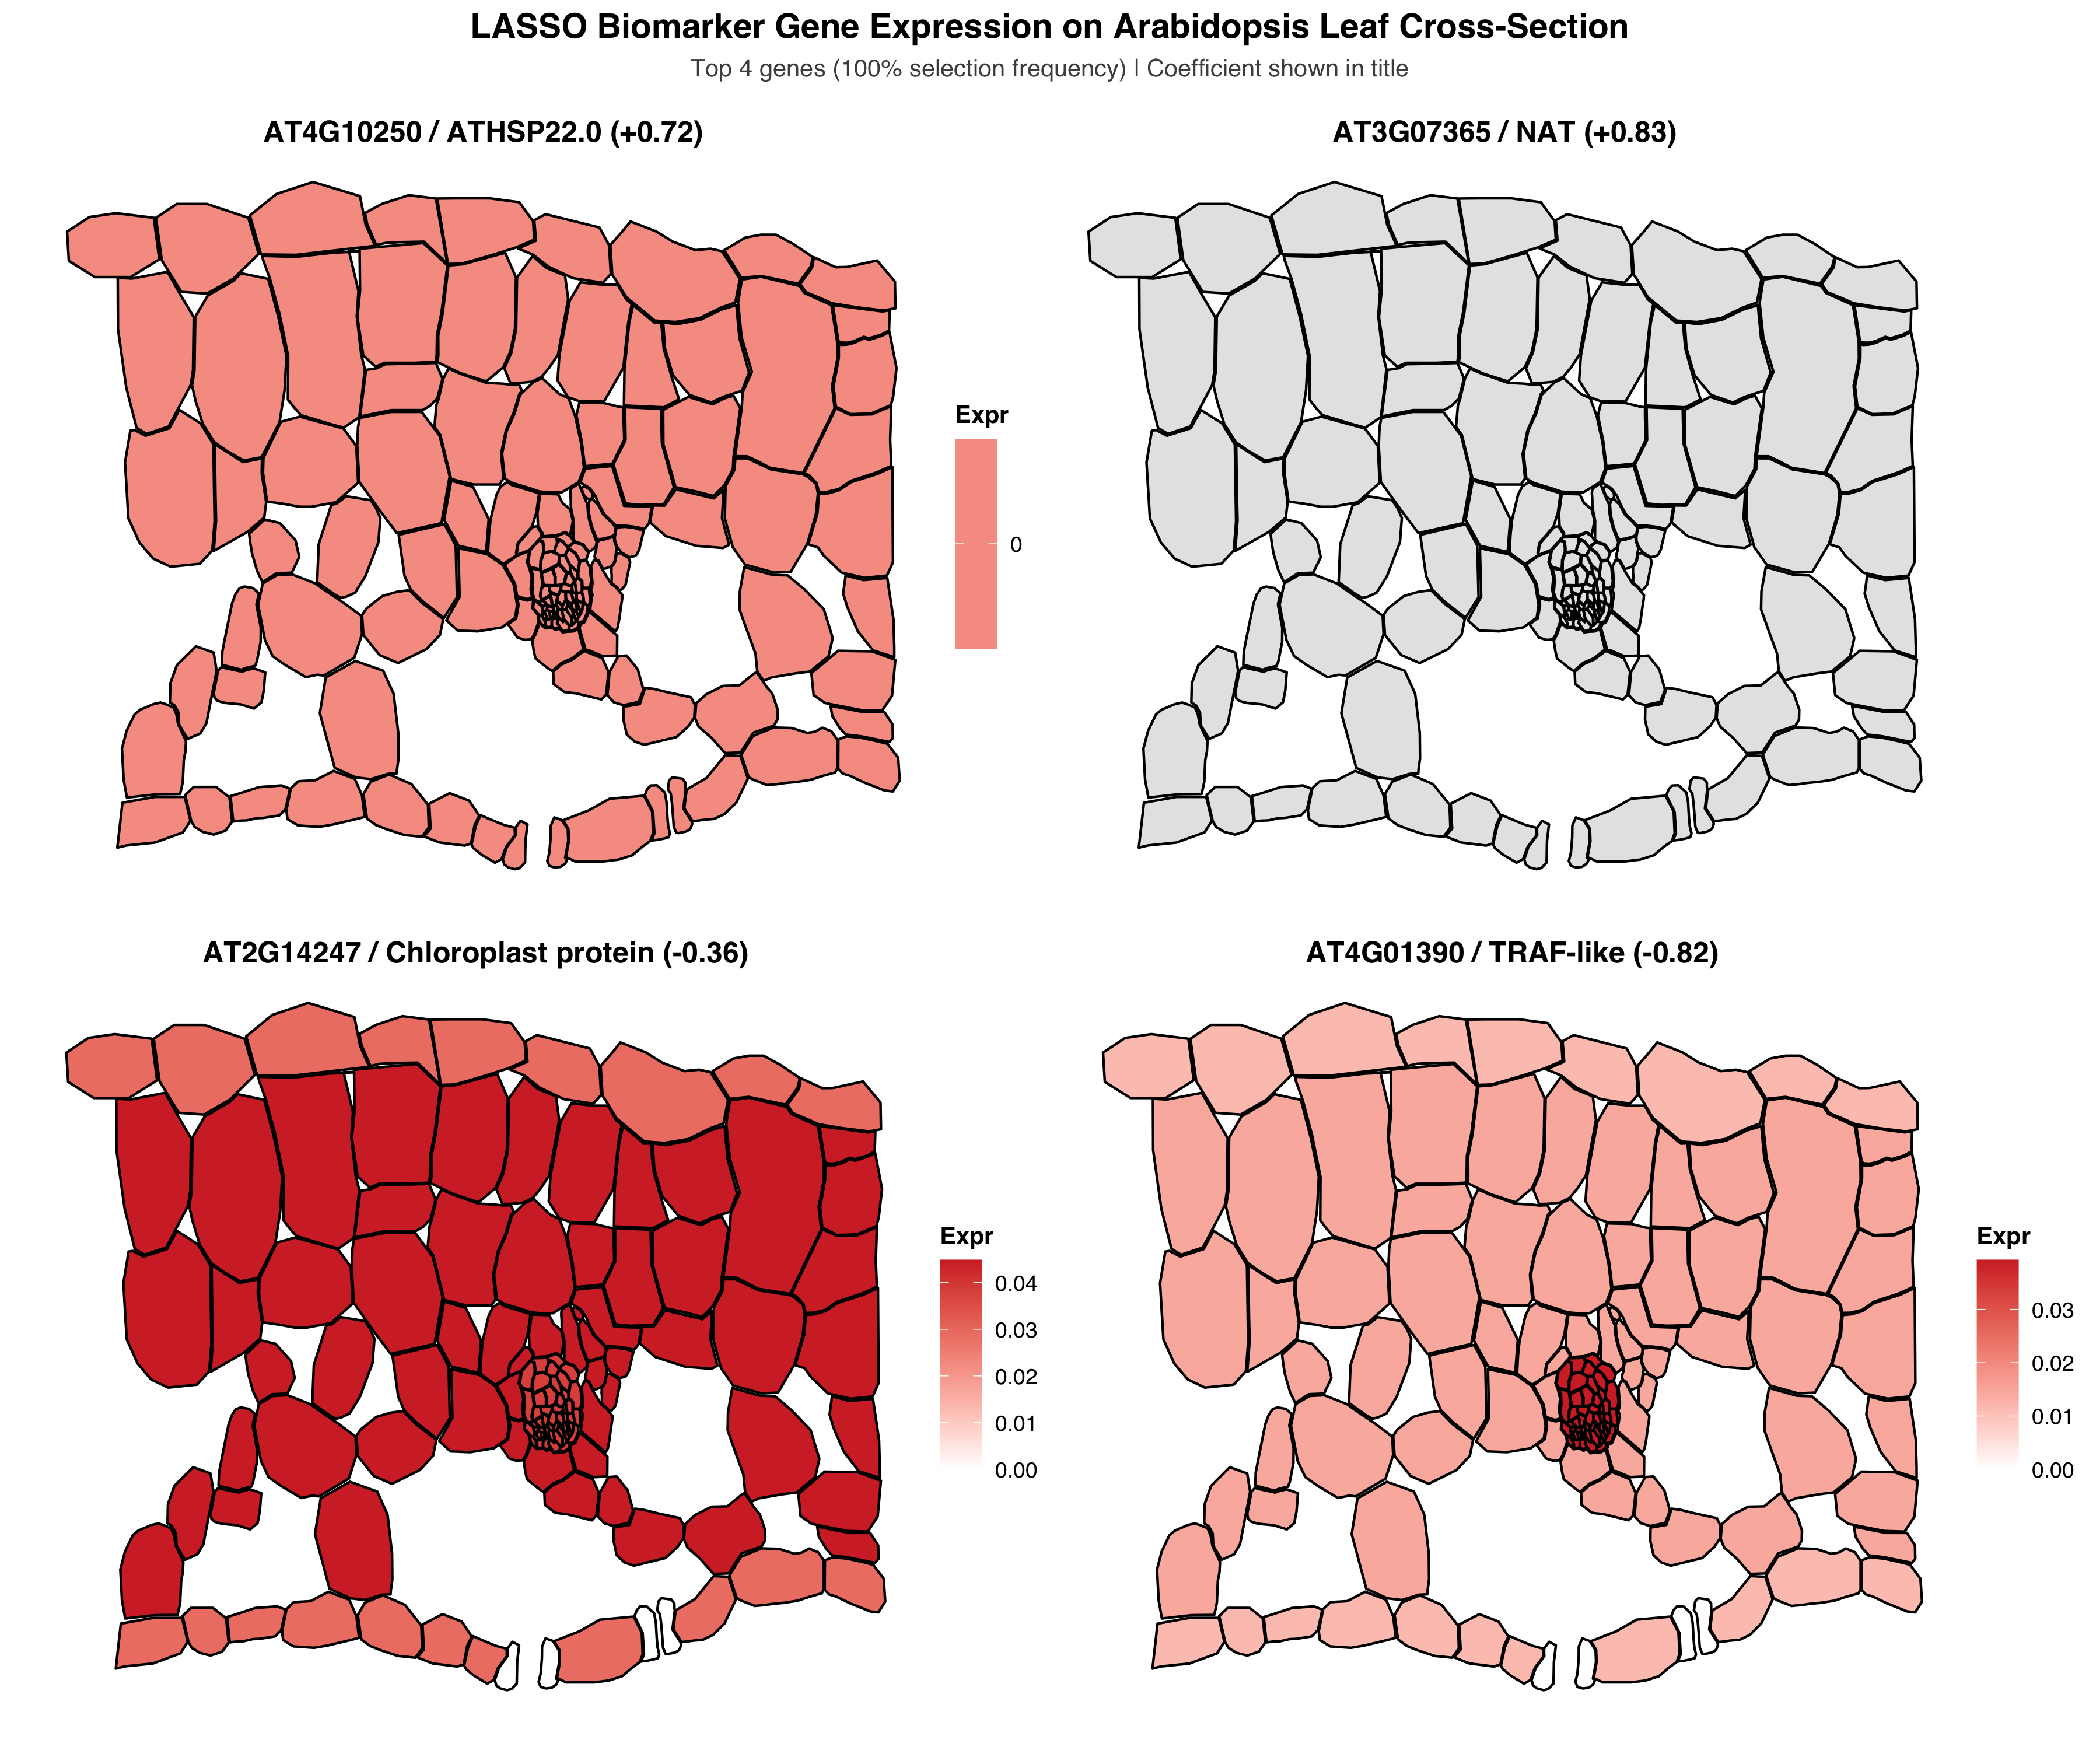 LASSO Biomarker Gene Expression on Arabidopsis Leaf Cross-Section
Top 4 genes (100% selection frequency) | Coefficient shown in title
AT4G10250 / ATHSP22.0 (+0.72)
AT3G07365 / NAT (+0.83)
Expr
0
AT2G14247 / Chloroplast protein (-0.36)
AT4G01390 / TRAF-like (-0.82)
Expr
0.04
0.03
0.02
0.01
0.00
Expr
0.03
0.02
0.01
0.00